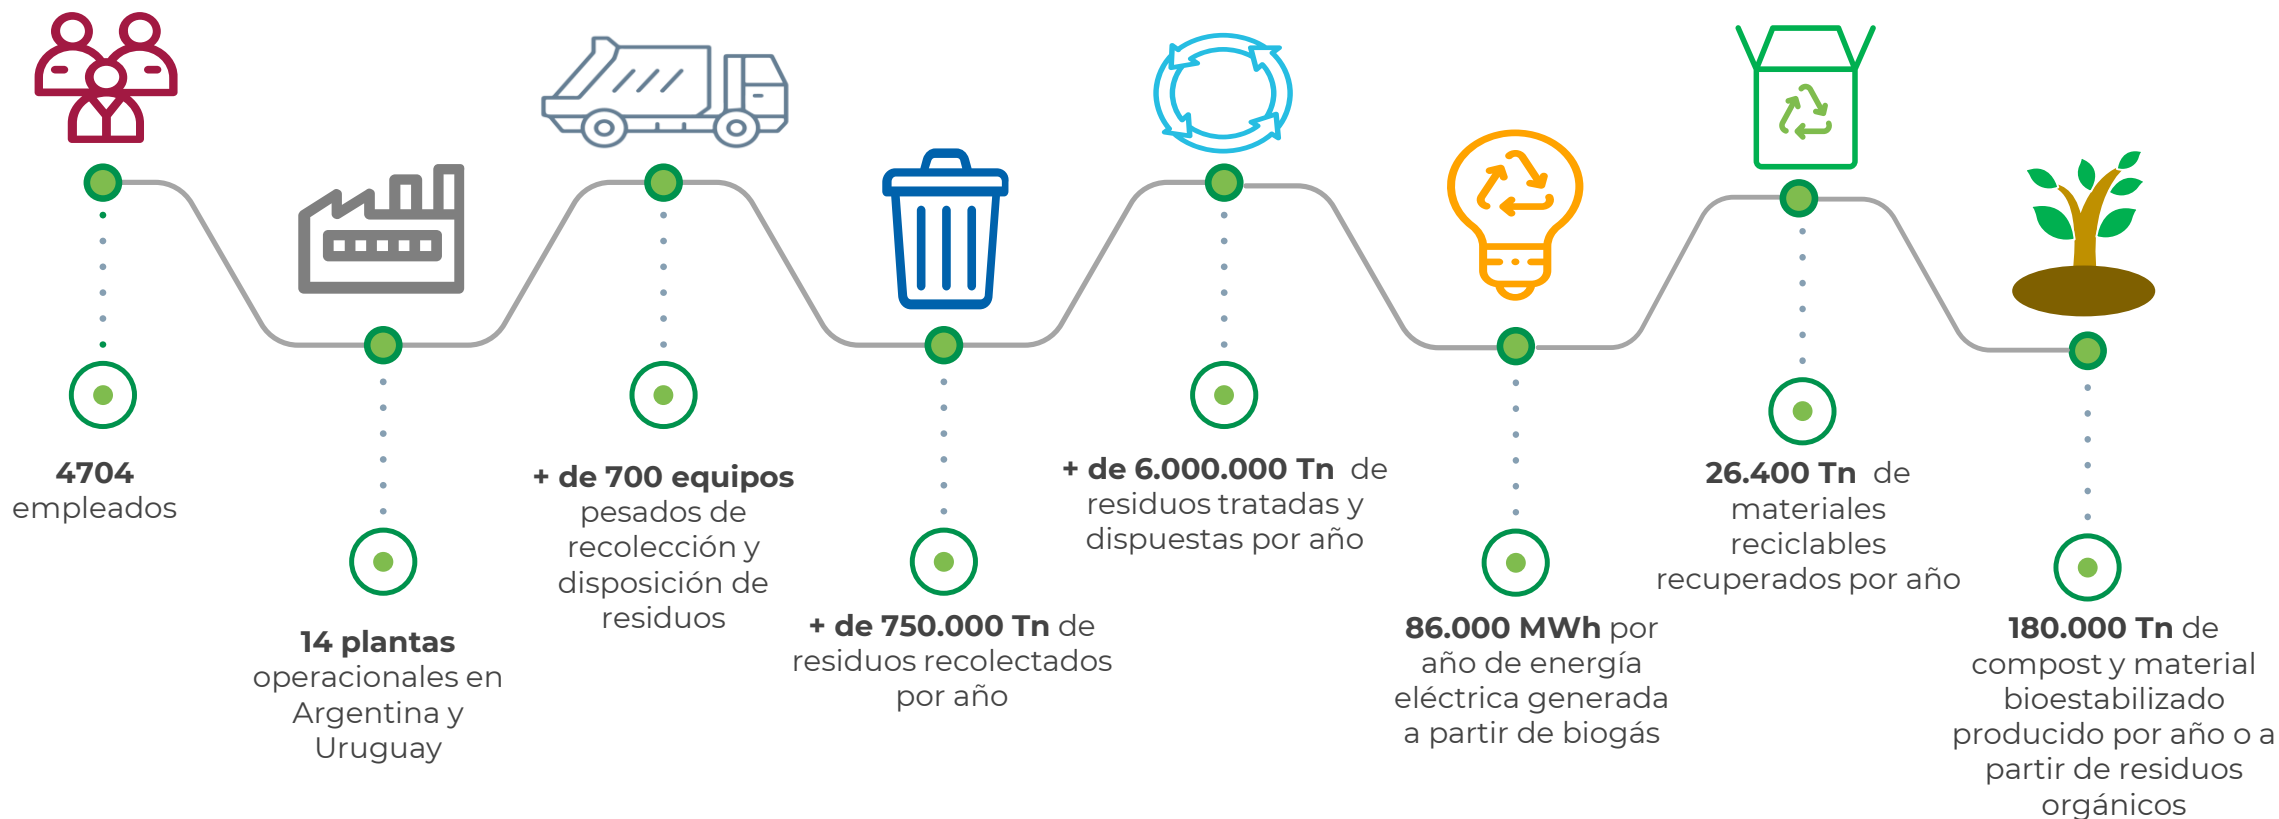 4704
empleados
14 plantas
operacionales en
Argentina y
Uruguay
+ de 700 equipos
pesados de
recolección y
disposición de
residuos
+ de 750.000 Tn de
residuos recolectados
por año
+ de 6.000.000 Tn  de
residuos tratadas y
dispuestas por año
86.000 MWh por
año de energía
eléctrica generada
a partir de biogás
26.400 Tn  de
materiales
reciclables
recuperados por año
180.000 Tn de
compost y material
bioestabilizado
producido por año o a
partir de residuos
orgánicos